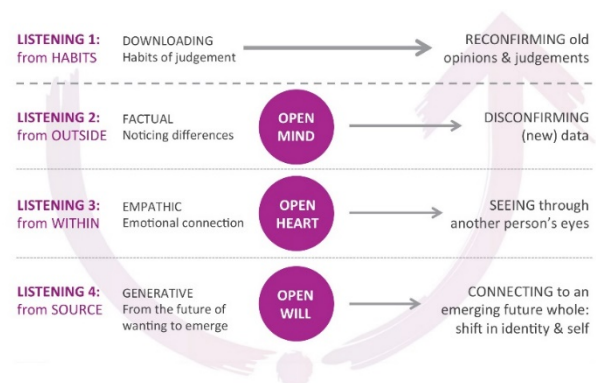 LISTENING 1:
from HABITS
DOWNLOADING
Habits of judgement
RECONFIRMING old
opinions & judgements
LISTENING 2:
from OUTSIDE
FACTUAL
Noticing differences
OPEN
MIND
DISCONFIRMING
(new) data
LISTENING 3:
from WITHIN
EMPATHIC
Emotional connection
OPEN
HEART
SEEING through
another person's eyes
LISTENING 4:
from SOURCE
GENERATIVE
From the future of
wanting to emerge
OPEN
WILL
CONNECTING to an
emerging future whole:
shift in identity & self